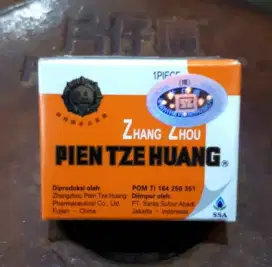 1PIECE
ZHANG ZHOU
PIEN TZE HUANG®
Diproduksi oleh:
Zhangzhou Pien Tze Huang
Pharmaceutical Co., Ltd.
Fujian - China
POM TI 164 250 351
Diimpor oleh:
PT. Saras Subur Abadi
Jakarta - Indonesia
SSA